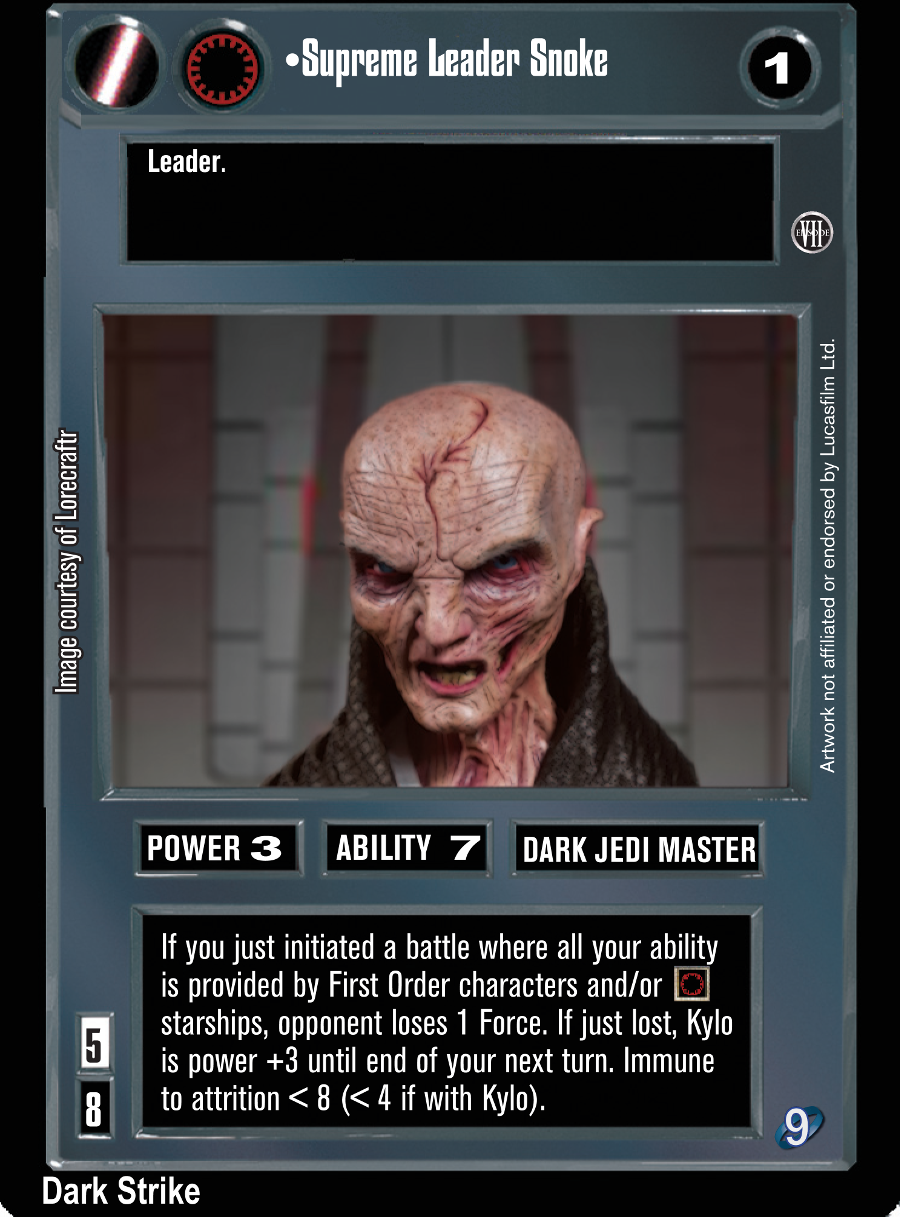 •Supreme Leader Snoke
1
Leader.
EPISODE
VII
Image courtesy of Lorecraftr
Artwork not affiliated or endorsed by Lucasfilm Ltd.
POWER 3
ABILITY 7
DARK JEDI MASTER
If you just initiated a battle where all your ability
is provided by First Order characters and/or
starships, opponent loses 1 Force. If just lost, Kylo
is power +3 until end of your next turn. Immune
to attrition < 8 (< 4 if with Kylo).
5
8
9
Dark Strike